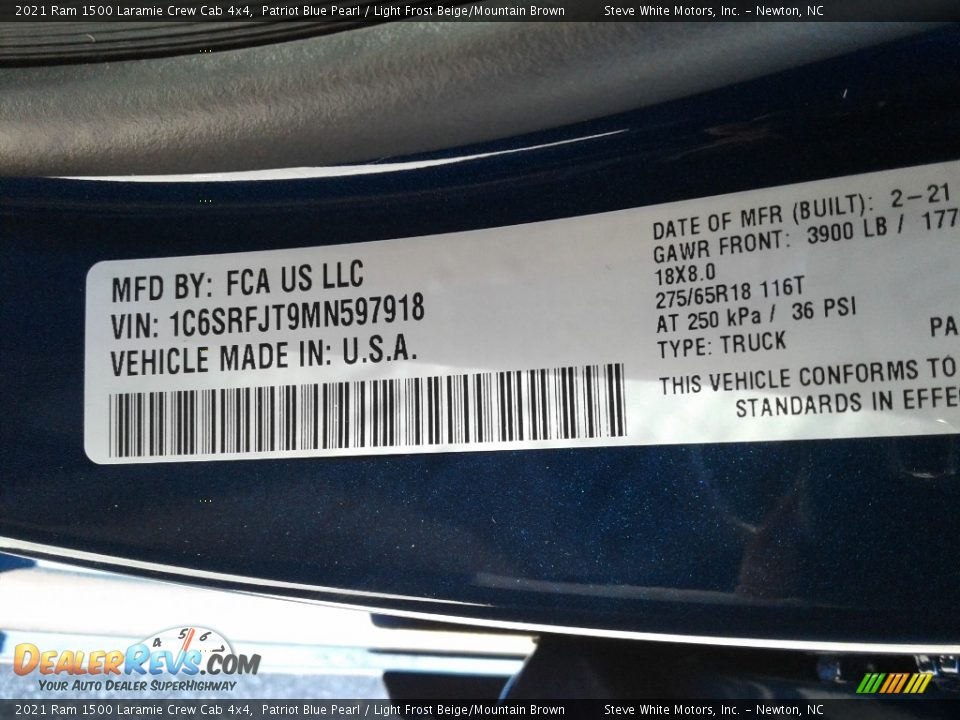 2021 Ram 1500 Laramie Crew Cab 4x4, Patriot Blue Pearl / Light Frost Beige/Mountain Brown Steve White Motors, Inc. - Newton, NC
MFD BY: FCA US LLC
VIN: 1C6SRFJT9MN597918
VEHICLE MADE IN: U.S.A.
DATE OF MFR (BUILT): 2-21
GAWR FRONT: 3900 LB / 177
18X8.0
275/65R18 116T
AT 250 kPa / 36 PSI
TYPE: TRUCK
PA
THIS VEHICLE CONFORMS TO
STANDARDS IN EFFE
4 5 6
DEALERREVS.COM
YOUR AUTO DEALER SUPERHIGHWAY
2021 Ram 1500 Laramie Crew Cab 4x4, Patriot Blue Pearl / Light Frost Beige/Mountain Brown Steve White Motors, Inc. - Newton, NC